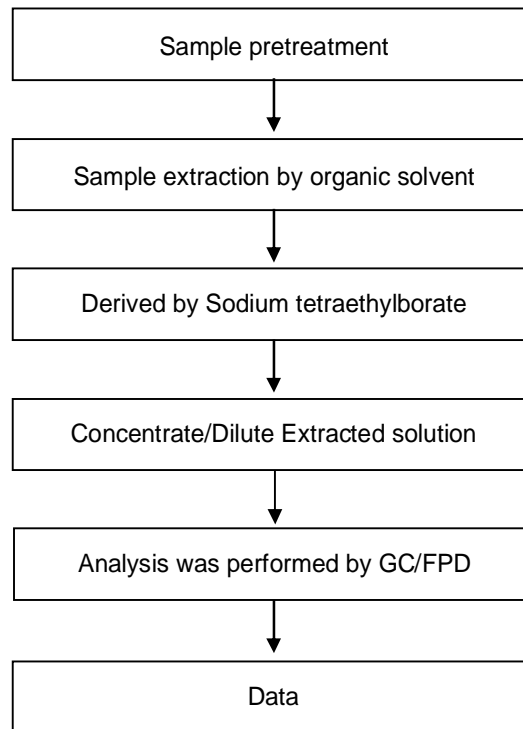 Sample pretreatment
Sample extraction by organic solvent
Derived by Sodium tetraethylborate
Concentrate/Dilute Extracted solution
Analysis was performed by GC/FPD
Data